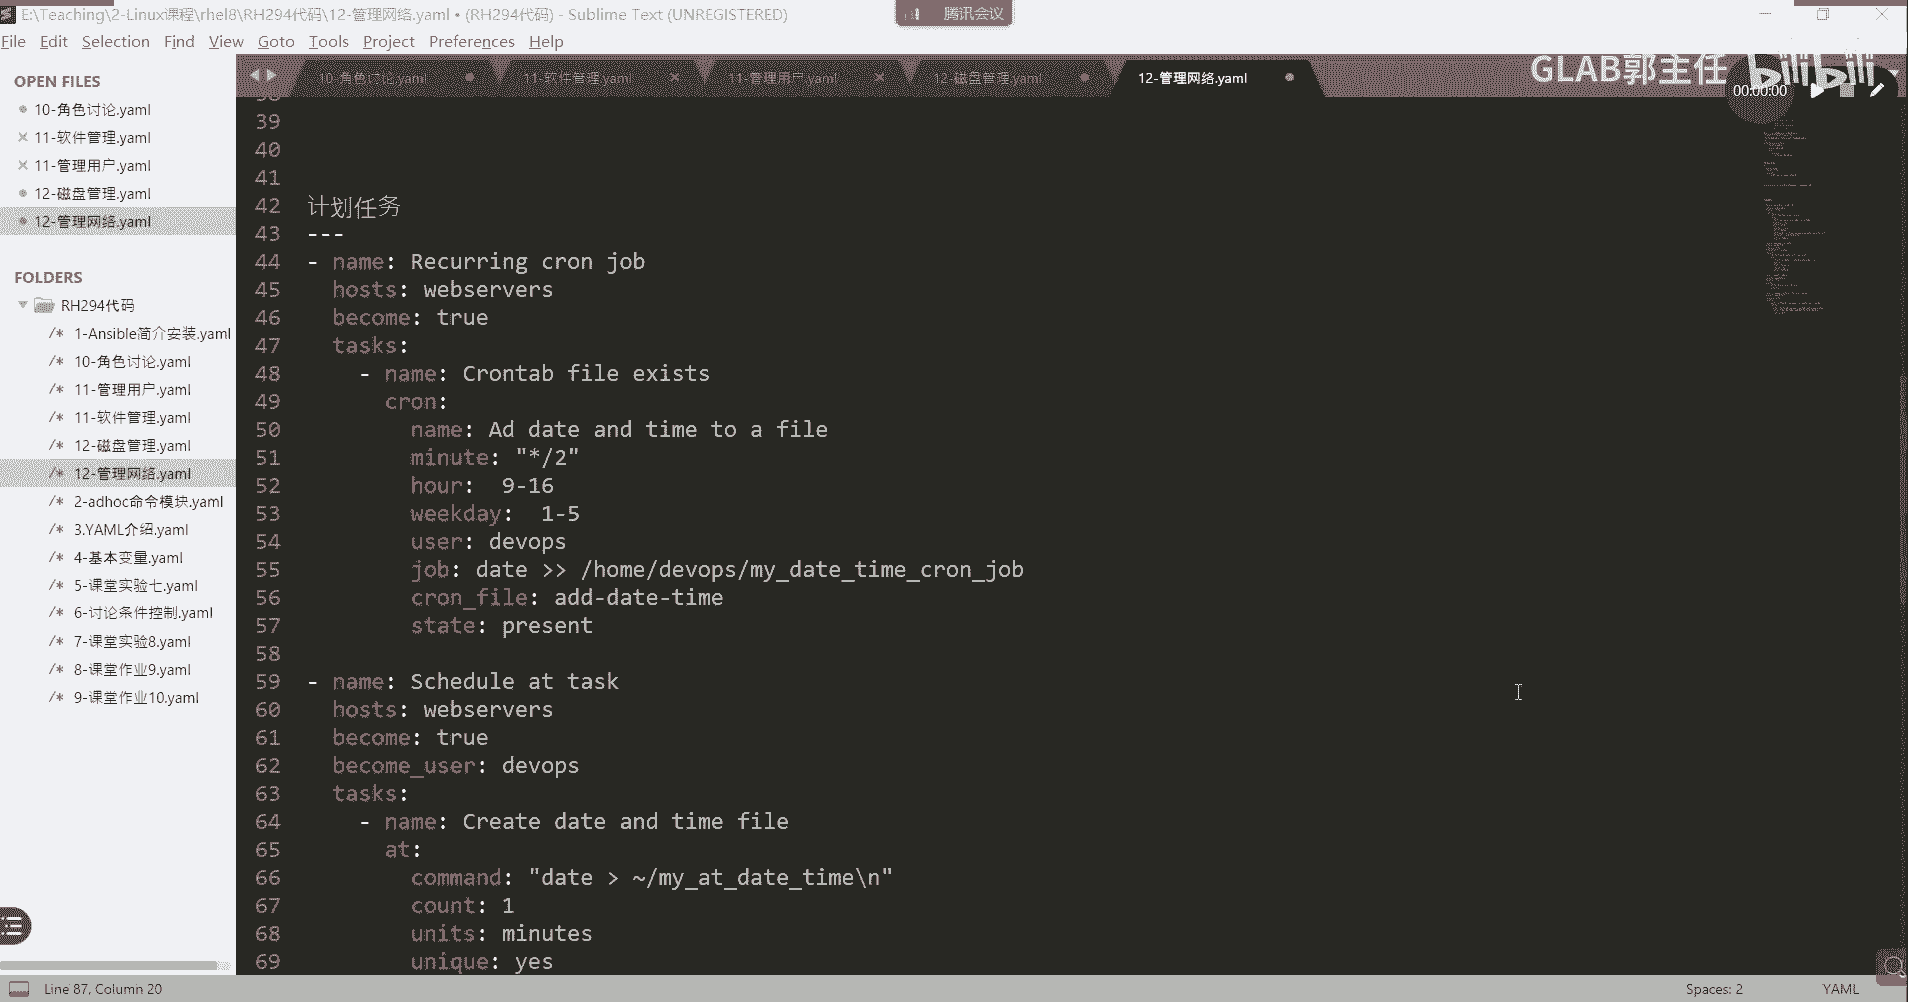 E:\Teaching\2-Linux课程\rhel8\RH294代码\12-管理网络.yaml • (RH294代码) - Sublime Text (UNREGISTERED)
腾讯会议
File Edit Selection Find View Goto Tools Project Preferences Help
GLAB郭主任 bilibili
00:00:00
OPEN FILES
10-角色讨论.yaml
11-软件管理.yaml
11-管理用户.yaml
12-磁盘管理.yaml
12-管理网络.yaml
FOLDERS
RH294代码
/* 1-Ansible简介安装.yaml
/* 10-角色讨论.yaml
/* 11-管理用户.yaml
/* 11-软件管理.yaml
/* 12-磁盘管理.yaml
/* 12-管理网络.yaml
/* 2-adhoc命令模块.yaml
/* 3.YAML介绍.yaml
/* 4-基本变量.yaml
/* 5-课堂实验七.yaml
/* 6-讨论条件控制.yaml
/* 7-课堂实验8.yaml
/* 8-课堂作业9.yaml
/* 9-课堂作业10.yaml
10-角色讨论.yaml 11-软件管理.yaml 11-管理用户.yaml 12-磁盘管理.yaml 12-管理网络.yaml
38
39
40
41
42 计划任务
43 ---
44 - name: Recurring cron job
45 hosts: webservers
46 become: true
47 tasks:
48 - name: Crontab file exists
49 cron:
50 name: Ad date and time to a file
51 minute: "*/2"
52 hour:  9-16
53 weekday:  1-5
54 user: devops
55 job: date >> /home/devops/my_date_time_cron_job
56 cron_file: add-date-time
57 state: present
58
59 - name: Schedule at task
60 hosts: webservers
61 become: true
62 become_user: devops
63 tasks:
64 - name: Create date and time file
65 at:
66 command: "date > ~/my_at_date_time\n"
67 count: 1
68 units: minutes
69 unique: yes
Line 87, Column 20
Spaces: 2
YAML